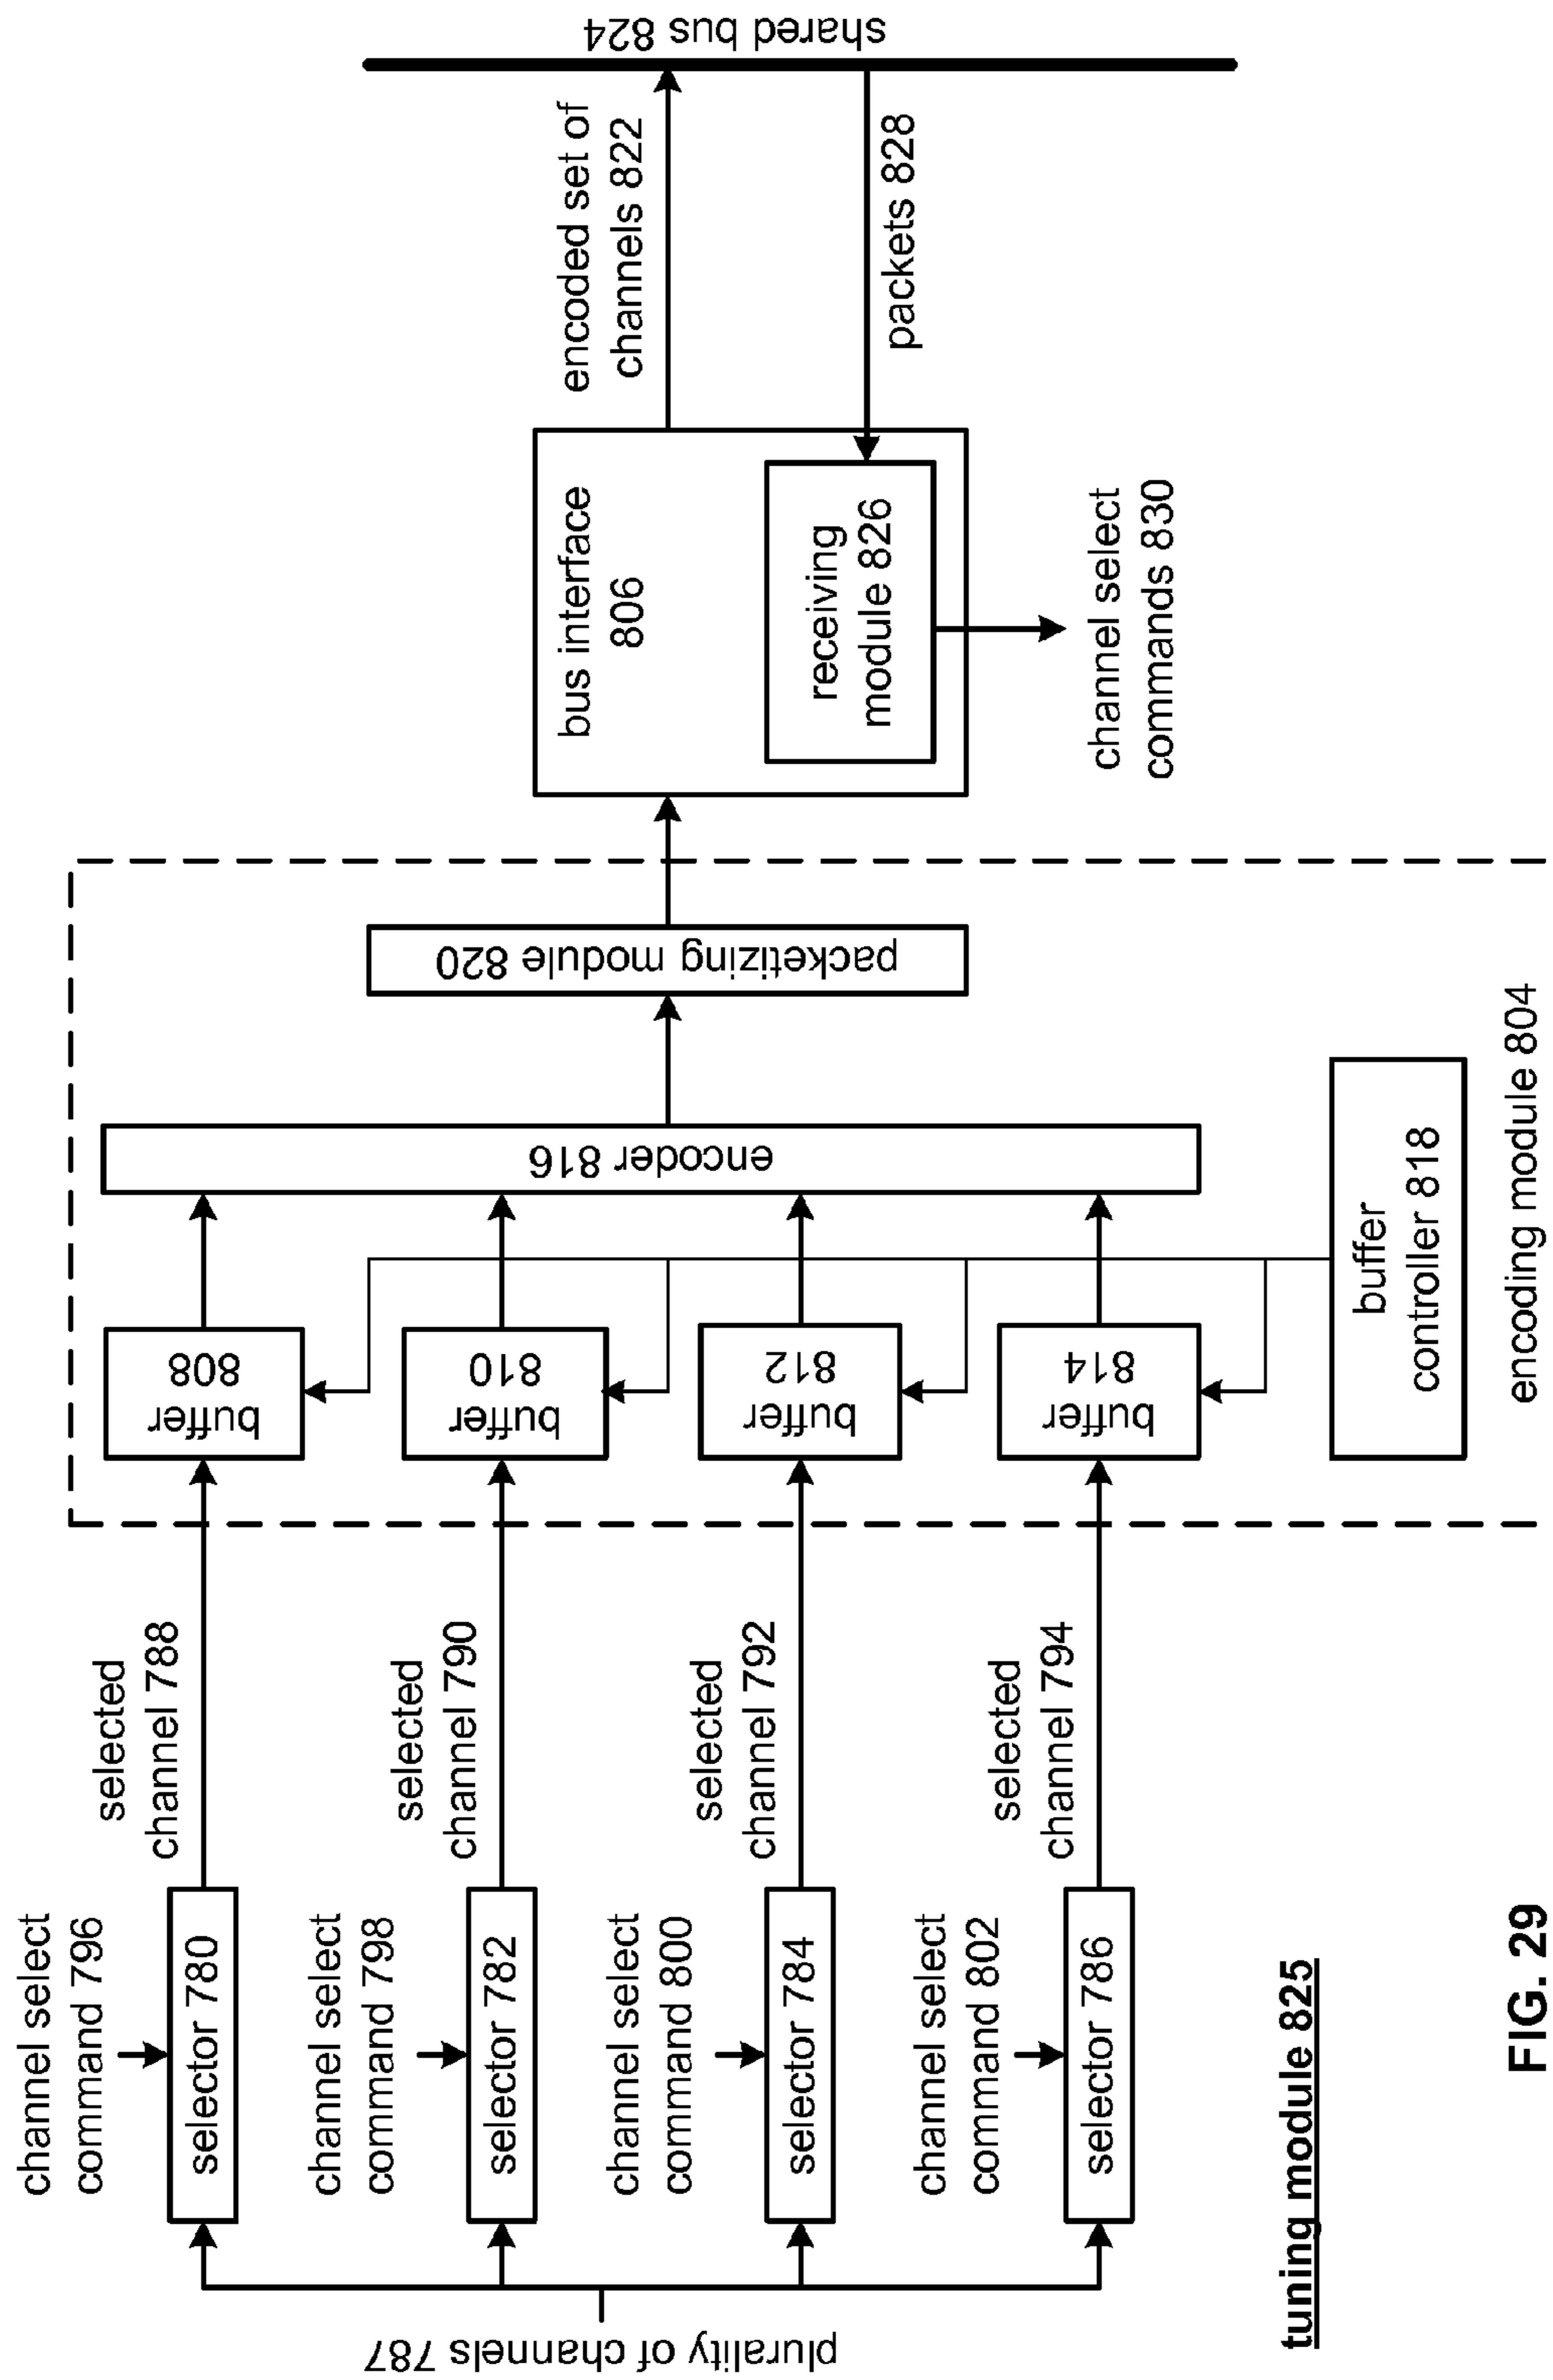 plurality of channels 787
channel select
command 796
selector 780
selected
channel 788
channel select
command 798
selector 782
selected
channel 790
channel select
command 800
selector 784
selected
channel 792
channel select
command 802
selector 786
selected
channel 794
buffer
808
buffer
810
buffer
812
buffer
814
encoder 816
buffer
controller 818
packetizing module 820
encoding module 804
bus interface
806
receiving
module 826
channel select
commands 830
encoded set of
channels 822
packets 828
shared bus 824
tuning module 825
FIG. 29